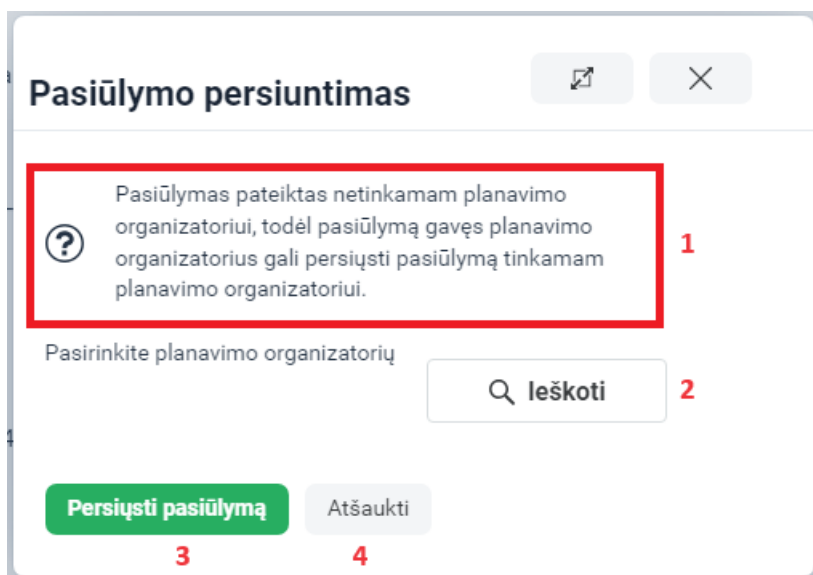 Pasiūlymo persiuntimas
Pasiūlymas pateiktas netinkamam planavimo
organizatoriui, todėl pasiūlymą gavęs planavimo
organizatorius gali persiųsti pasiūlymą tinkamam
planavimo organizatoriui.
1
Pasirinkite planavimo organizatorių
Ieškoti
2
Persiųsti pasiūlymą
Atšaukti
3
4